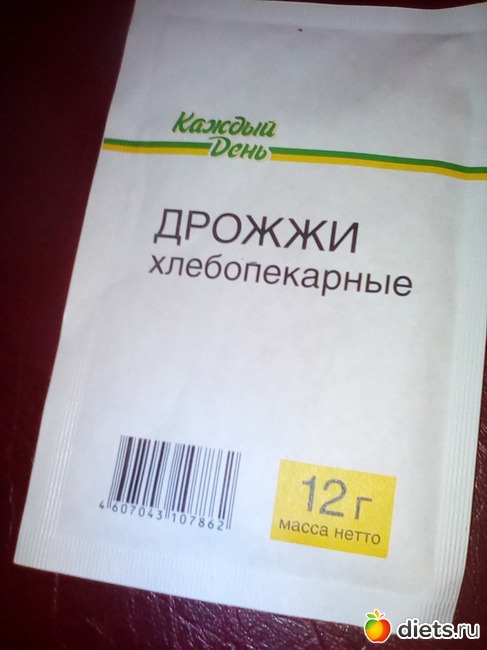 Каждый
День
ДРОЖЖИ
хлебопекарные
4 607043 107862
12 г
масса нетто
diets.ru